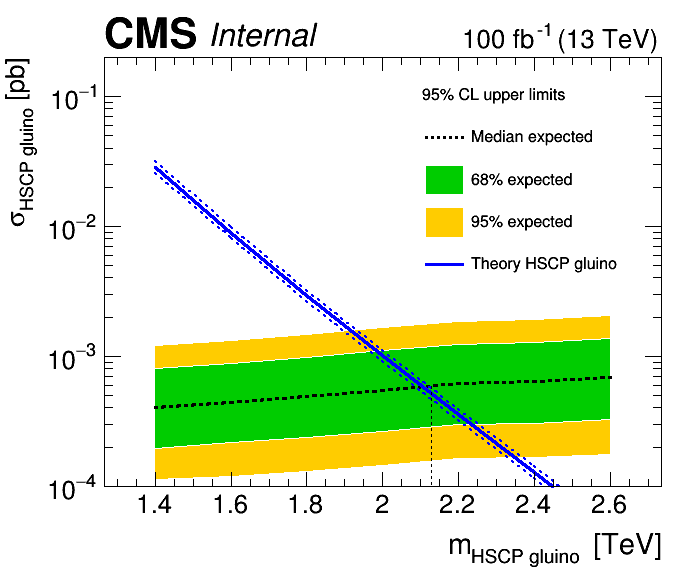 CMS Internal 100 fb⁻¹ (13 TeV)
σHSCP gluino [pb]
95% CL upper limits
Median expected
68% expected
95% expected
Theory HSCP gluino
10⁻¹
10⁻²
10⁻³
10⁻⁴
1.4 1.6 1.8 2 2.2 2.4 2.6
mHSCP gluino [TeV]